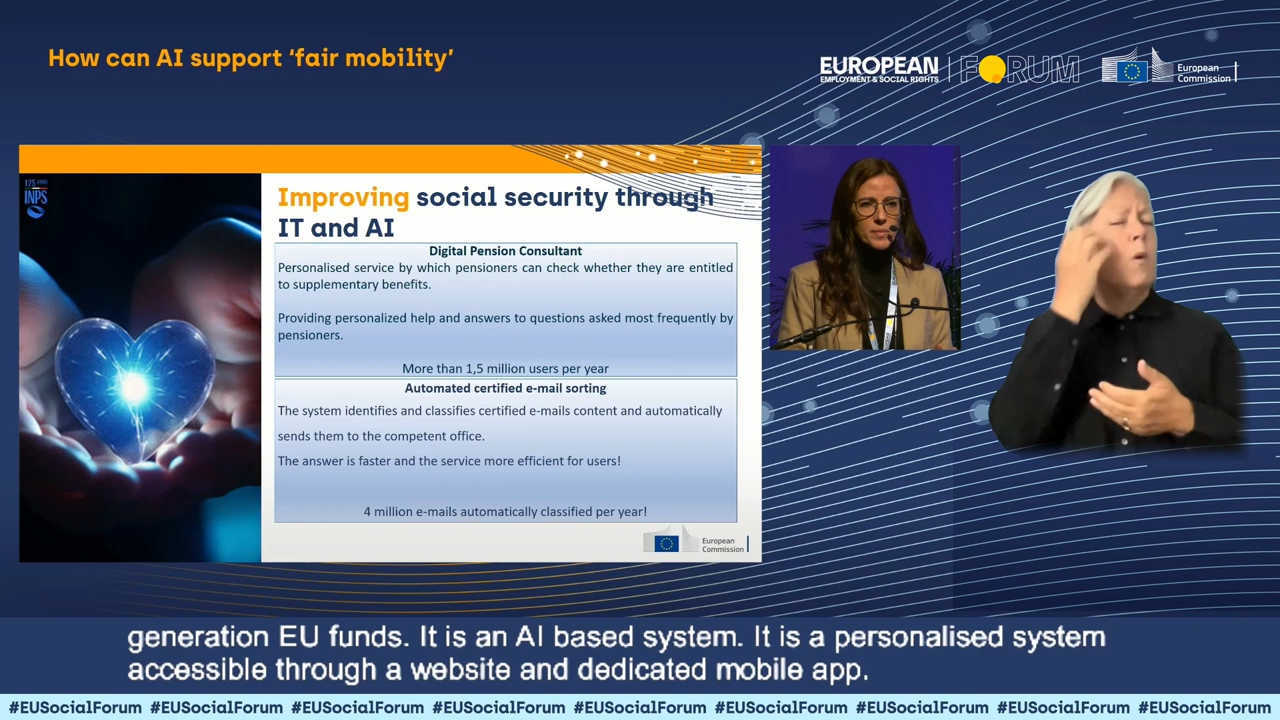 How can AI support ‘fair mobility’
EUROPEAN
EMPLOYMENT & SOCIAL RIGHTS
FORUM
European
Commission
125 ANNI
INPS
Improving social security through
IT and AI
Digital Pension Consultant
Personalised service by which pensioners can check whether they are entitled
to supplementary benefits.
Providing personalized help and answers to questions asked most frequently by
pensioners.
More than 1,5 million users per year
Automated certified e-mail sorting
The system identifies and classifies certified e-mails content and automatically
sends them to the competent office.
The answer is faster and the service more efficient for users!
4 million e-mails automatically classified per year!
European
Commission
generation EU funds. It is an AI based system. It is a personalised system
accessible through a website and dedicated mobile app.
#EUSocialForum #EUSocialForum #EUSocialForum #EUSocialForum #EUSocialForum #EUSocialForum #EUSocialForum #EUSocialForum #EUSocialForum